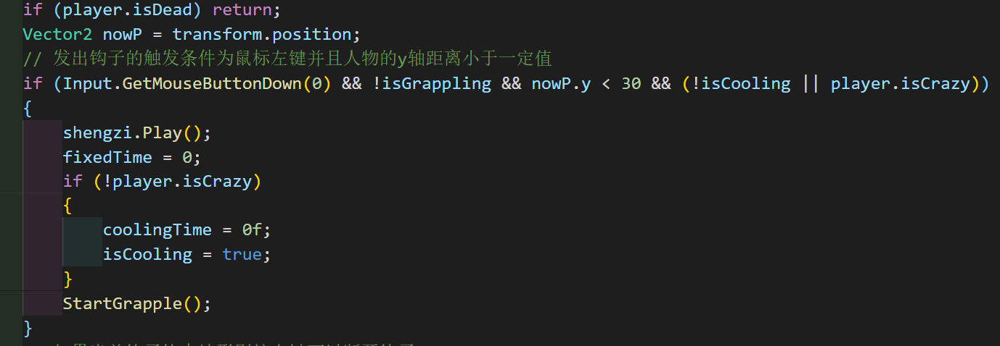 if (player.isDead) return;
Vector2 nowP = transform.position;
// 发出钩子的触发条件为鼠标左键并且人物的y轴距离小于一定值
if (Input.GetMouseButtonDown(0) && !isGrappling && nowP.y < 30 && (!isCooling || player.isCrazy))
{
shengzi.Play();
fixedTime = 0;
if (!player.isCrazy)
{
coolingTime = 0f;
isCooling = true;
}
StartGrapple();
}